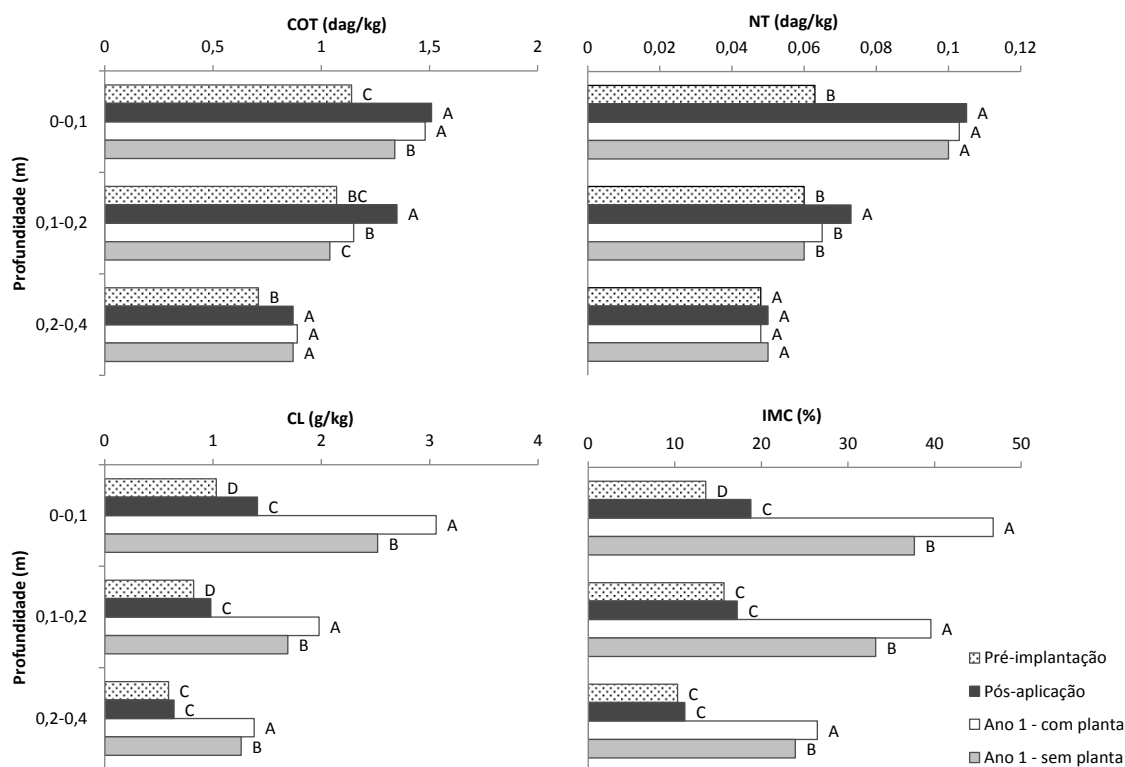 COT (dag/kg)
0 0,5 1 1,5 2
Profundidade (m)
0-0,1
C
A
A
B
0,1-0,2
BC
A
B
C
0,2-0,4
B
A
A
A
NT (dag/kg)
0 0,02 0,04 0,06 0,08 0,1 0,12
B
A
A
A
B
A
B
B
A
A
A
A
CL (g/kg)
0 1 2 3 4
Profundidade (m)
0-0,1
D
C
A
B
0,1-0,2
D
C
A
B
0,2-0,4
C
C
A
B
IMC (%)
0 10 20 30 40 50
D
C
A
B
C
C
A
B
C
C
A
B
Pré-implantação
Pós-aplicação
Ano 1 - com planta
Ano 1 - sem planta